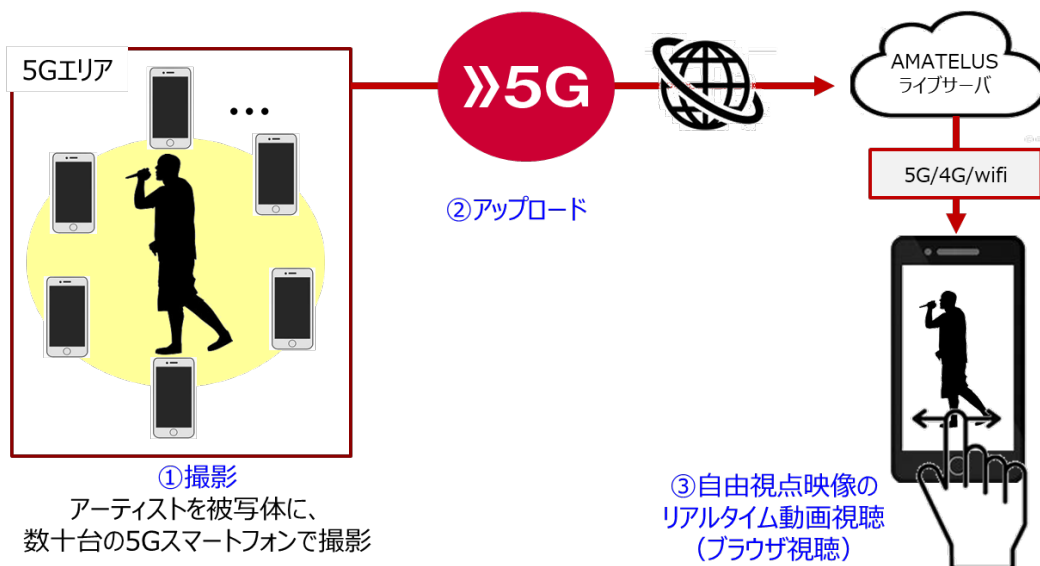 5Gエリア
•••
》5G
AMATELUS
ライブサーバ
5G/4G/wifi
②アップロード
①撮影
アーティストを被写体に、
数十台の5Gスマートフォンで撮影
③自由視点映像の
リアルタイム動画視聴
（ブラウザ視聴）